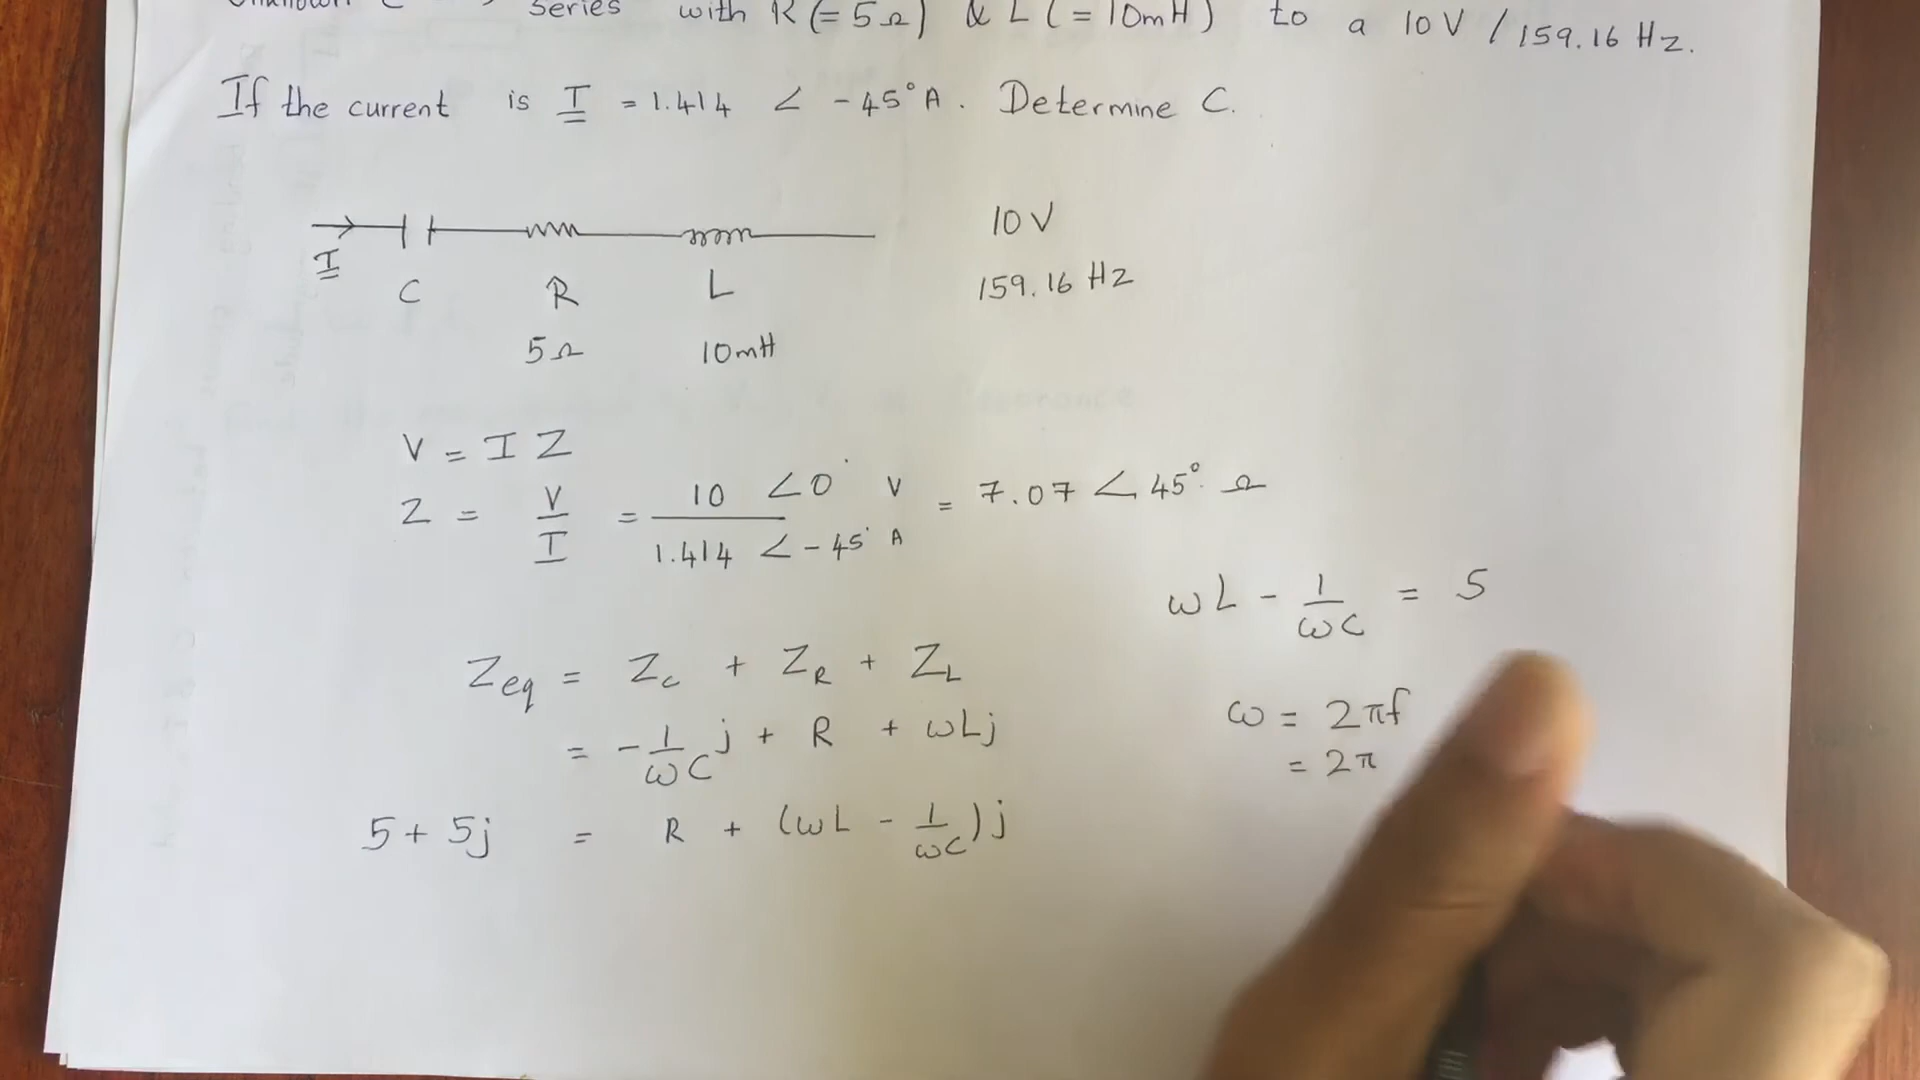 series with R (= 5Ω) & L (= 10mH) to a 10V / 159.16 Hz.
If the current is I = 1.414 ∠ -45° A. Determine C.
I
C R L
5Ω 10mH
10V
159.16 Hz
V = I Z
Z = V/I = 10 ∠0° V / 1.414 ∠-45° A = 7.07 ∠ 45° Ω
Zeq = Zc + ZR + ZL
= - 1/ωC j + R + ωLj
5 + 5j = R + (ωL - 1/ωC)j
ωL - 1/ωC = 5
ω = 2πf
= 2π